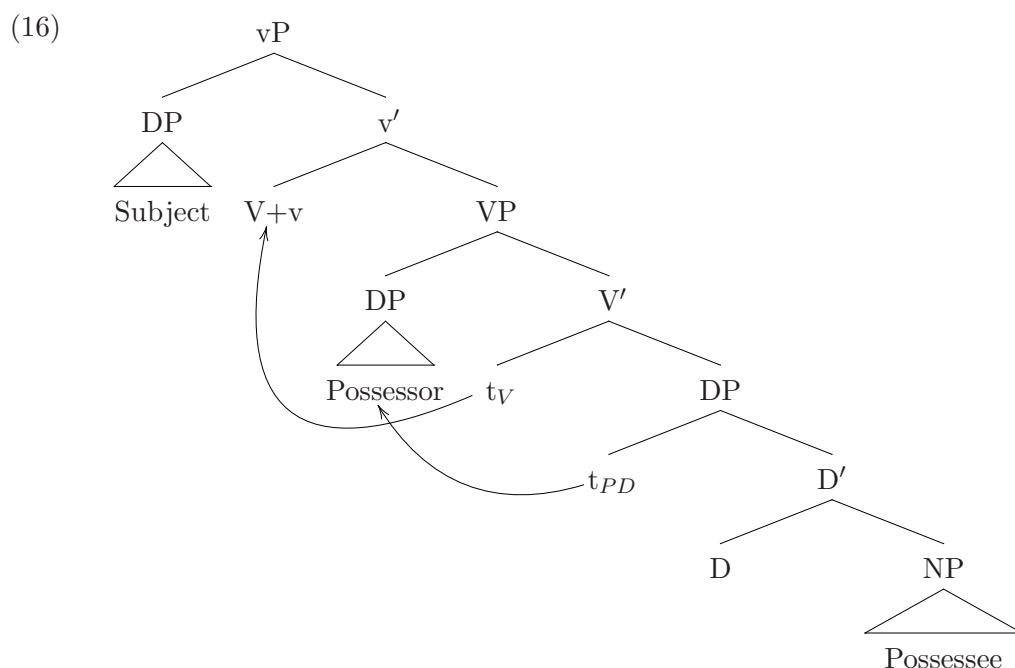 (16)
vP
DP v′
Subject V+v VP
DP V′
Possessor t_V DP
t_PD D′
D NP
Possessee